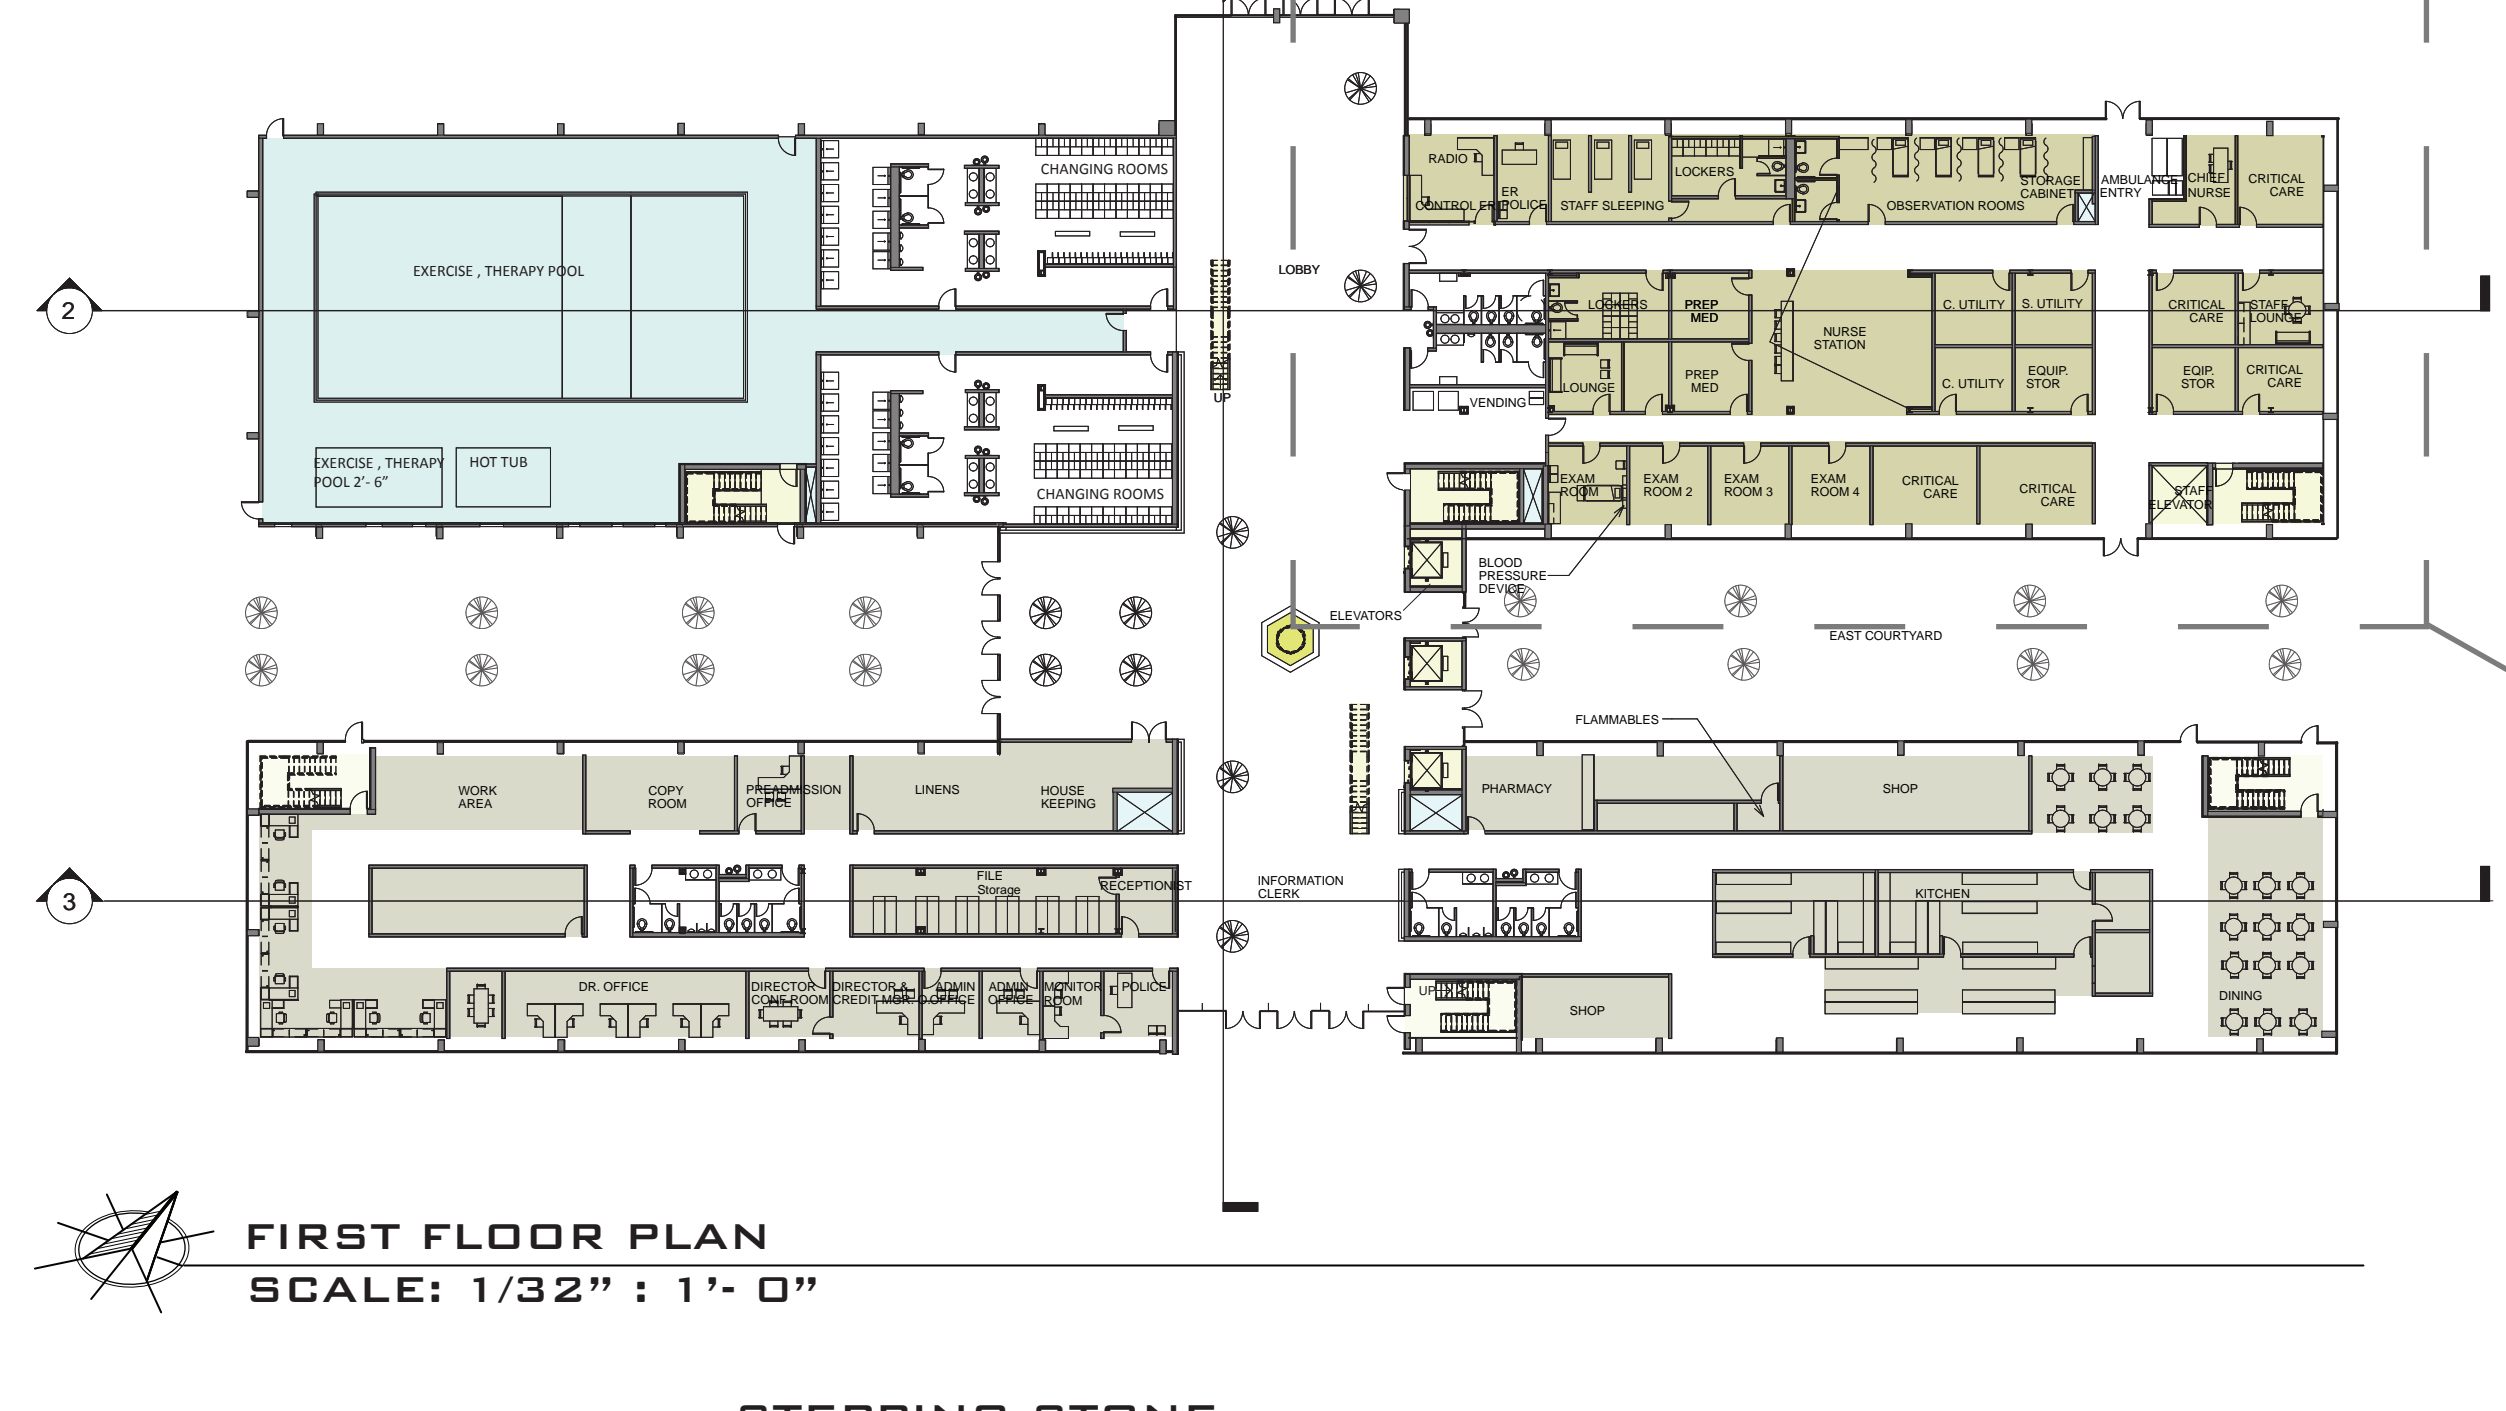 CHANGING ROOMS
EXERCISE , THERAPY POOL
EXERCISE , THERAPY
POOL 2’- 6”
HOT TUB
CHANGING ROOMS
LOBBY
UP
RADIO
CONTROL ER
ER
POLICE
STAFF SLEEPING
LOCKERS
OBSERVATION ROOMS
STORAGE
CABINET
AMBULANCE
ENTRY
CHIEF
NURSE
CRITICAL
CARE
2
LOCKERS
PREP
MED
NURSE
STATION
C. UTILITY
S. UTILITY
CRITICAL
CARE
STAFF
LOUNGE
LOUNGE
PREP
MED
C. UTILITY
EQUIP.
STOR
EQIP.
STOR
CRITICAL
CARE
VENDING
EXAM
ROOM
EXAM
ROOM 2
EXAM
ROOM 3
EXAM
ROOM 4
CRITICAL
CARE
CRITICAL
CARE
STAFF
ELEVATOR
BLOOD
PRESSURE
DEVICE
ELEVATORS
EAST COURTYARD
FLAMMABLES
WORK
AREA
COPY
ROOM
PREADMISSION
OFFICE
LINENS
HOUSE
KEEPING
PHARMACY
SHOP
3
FILE
Storage
RECEPTIONIST
INFORMATION
CLERK
KITCHEN
DR. OFFICE
DIRECTOR
CONF.ROOM
DIRECTOR &
CREDIT MGR. O.
ADMIN
OFFICE
ADMIN
OFFICE
MONITOR
ROOM
POLICE
UP
SHOP
DINING
FIRST FLOOR PLAN
SCALE: 1/32” : 1’- 0”
STEPPING STONE